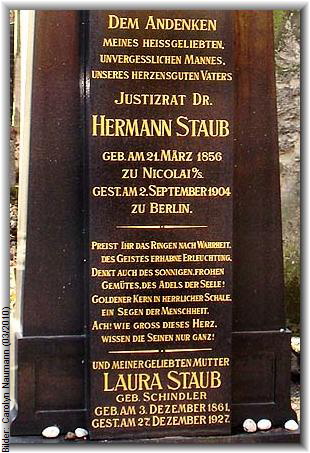 DEM ANDENKEN
MEINES HEISSGELIEBTEN,
UNVERGESSLICHEN MANNES,
UNSERES HERZENSGUTEN VATERS
JUSTIZRAT DR.
HERMANN STAUB
GEB. AM 21. MÄRZ 1856
ZU NICOLAI O/S.
GEST. AM 2. SEPTEMBER 1904
ZU BERLIN.
PREIST IHR DAS RINGEN NACH WAHRHEIT,
DES GEISTES ERHABNE ERLEUCHTUNG,
DENKT AUCH DES SONNIGEN, FROHEN
GEMÜTES, DES ADELS DER SEELE!
GOLDENER KERN IN HERRLICHER SCHALE,
EIN SEGEN DER MENSCHHEIT.
ACH! WIE GROSS DIESES HERZ,
WISSEN DIE SEINEN NUR GANZ!
UND MEINER GELIEBTEN MUTTER
LAURA STAUB
GEB. SCHINDLER
GEB. AM 3. DEZEMBER 1861.
GEST. AM 27. DEZEMBER 1927.
Bilder: Carolyn Naumann (03/2010)